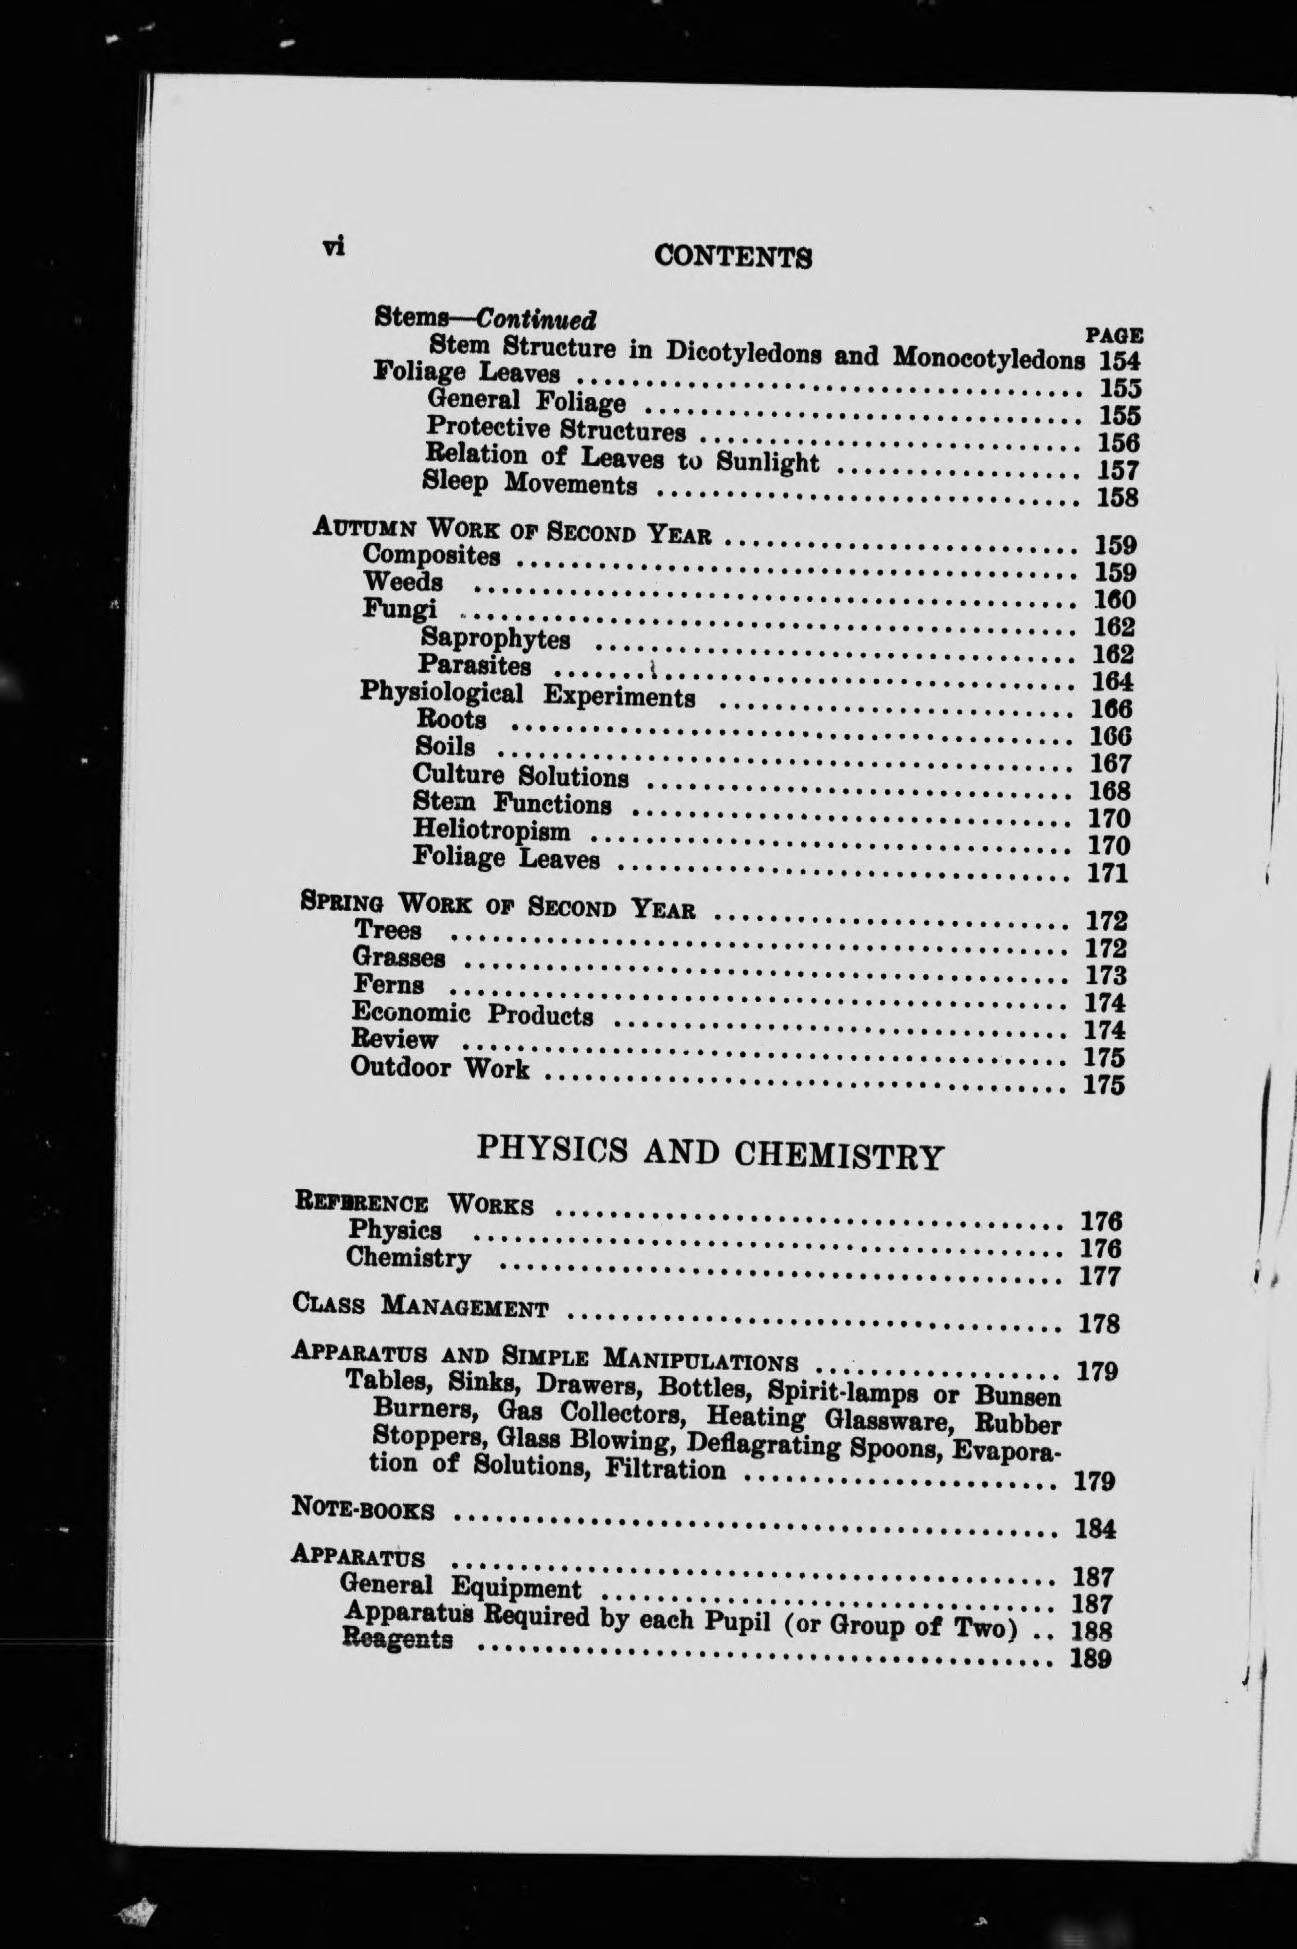 vi
CONTENTS
Stems—Continued
PAGE
Stem Structure in Dicotyledons and Monocotyledons 154
Foliage Leaves ..................................... 155
General Foliage ................................ 155
Protective Structures ............................ 156
Relation of Leaves to Sunlight .................. 157
Sleep Movements ............................... 158
AUTUMN WORK OF SECOND YEAR .......................... 159
Composites ......................................... 159
Weeds ............................................ 160
Fungi ............................................. 162
Saprophytes ................................... 162
Parasites ...................................... 164
Physiological Experiments .......................... 166
Roots ......................................... 166
Soils .......................................... 167
Culture Solutions ............................... 168
Stem Functions ................................ 170
Heliotropism ................................... 170
Foliage Leaves ................................. 171
SPRING WORK OF SECOND YEAR .......................... 172
Trees ............................................. 172
Grasses ............................................ 173
Ferns ............................................. 174
Economic Products ................................. 174
Review ............................................ 175
Outdoor Work ...................................... 175
PHYSICS AND CHEMISTRY
REFERENCE WORKS ..................................... 176
Physics ........................................... 176
Chemistry ......................................... 177
CLASS MANAGEMENT .................................... 178
APPARATUS AND SIMPLE MANIPULATIONS .................. 179
Tables, Sinks, Drawers, Bottles, Spirit-lamps or Bunsen
Burners, Gas Collectors, Heating Glassware, Rubber
Stoppers, Glass Blowing, Deflagrating Spoons, Evapora-
tion of Solutions, Filtration ....................... 179
NOTE-BOOKS ............................................ 184
APPARATUS ............................................ 187
General Equipment ................................. 187
Apparatus Required by each Pupil (or Group of Two) .. 188
Reagents .......................................... 189